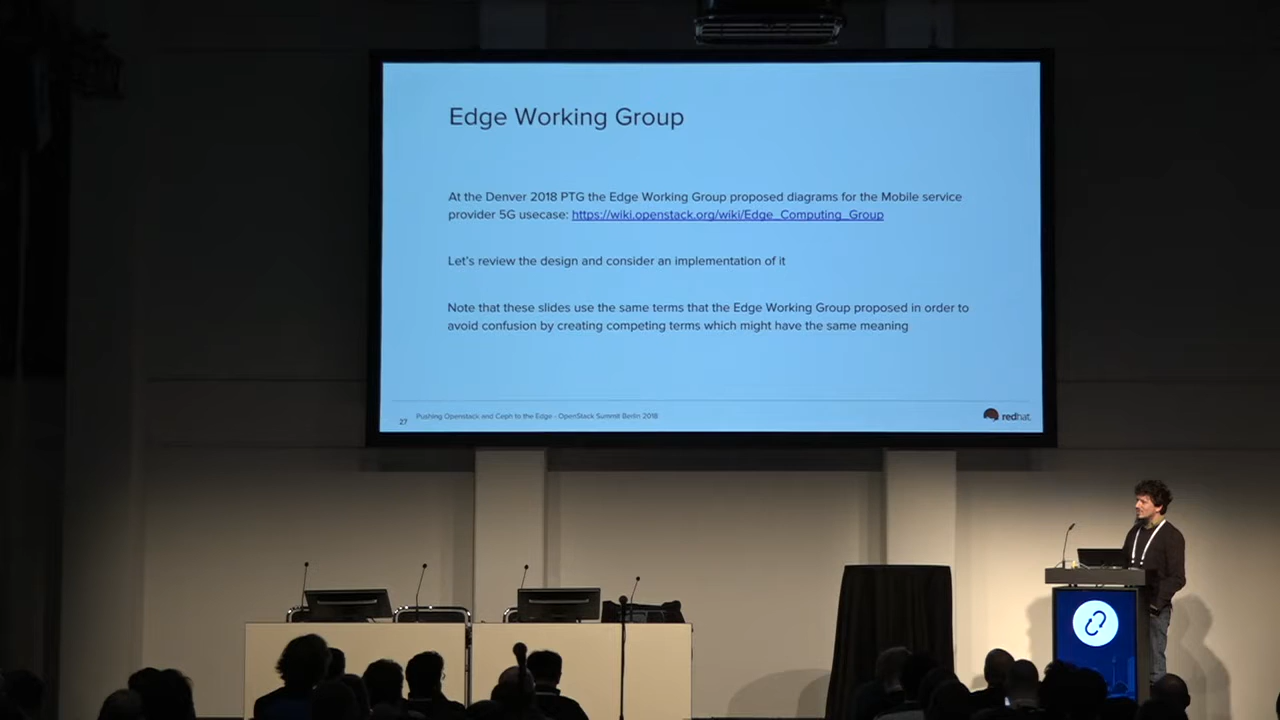 Edge Working Group
At the Denver 2018 PTG the Edge Working Group proposed diagrams for the Mobile service
provider 5G usecase: https://wiki.openstack.org/wiki/Edge_Computing_Group
Let's review the design and consider an implementation of it
Note that these slides use the same terms that the Edge Working Group proposed in order to
avoid confusion by creating competing terms which might have the same meaning
27 Pushing Openstack and Ceph to the Edge - OpenStack Summit Berlin 2018
redhat.